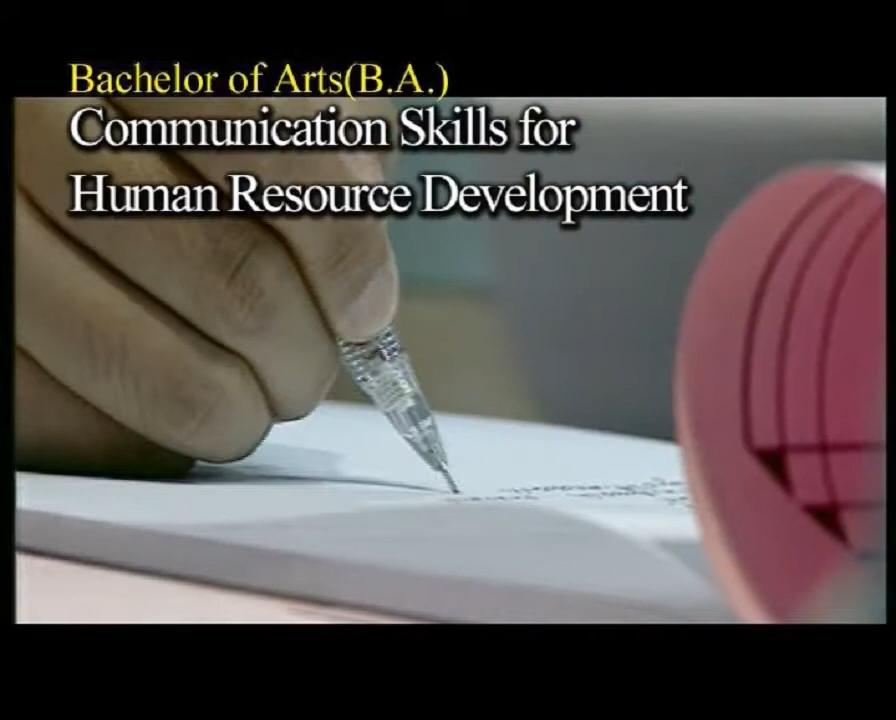 Bachelor of Arts(B.A.)
Communication Skills for
Human Resource Development